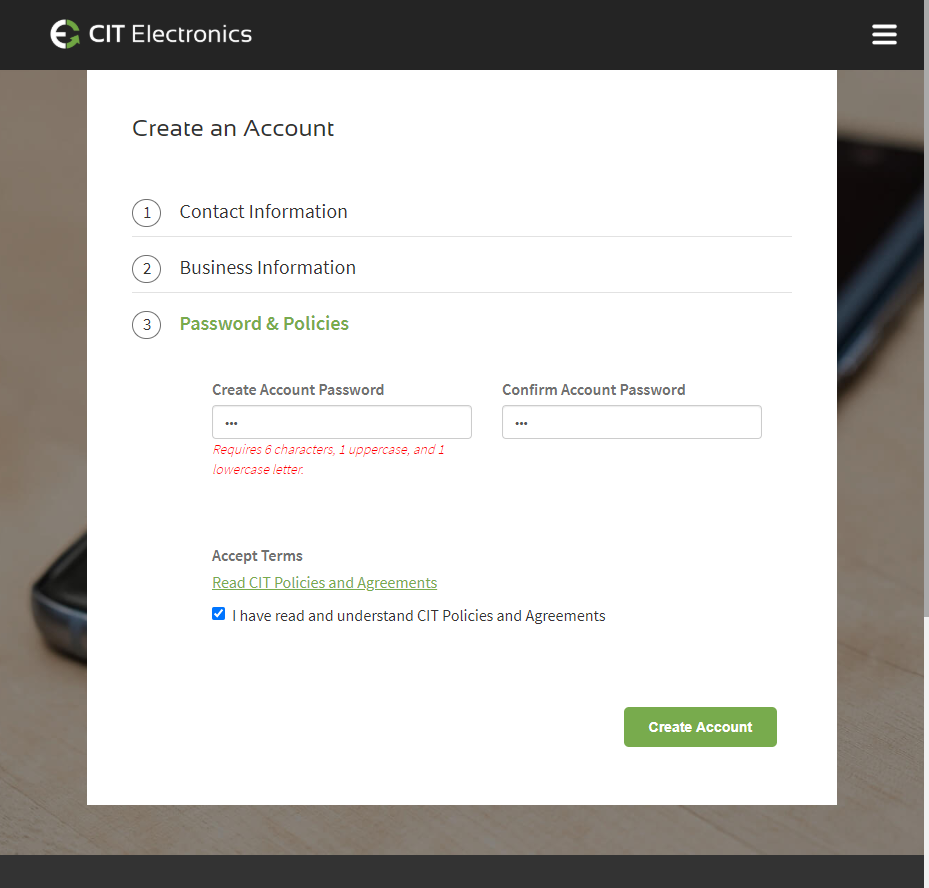 CIT Electronics
Create an Account
1 Contact Information
2 Business Information
3 Password & Policies
Create Account Password Confirm Account Password
••• •••
Requires 6 characters, 1 uppercase, and 1
lowercase letter.
Accept Terms
Read CIT Policies and Agreements
I have read and understand CIT Policies and Agreements
Create Account